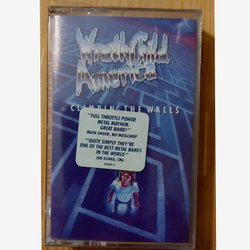 WrathChild
America
CLIMBIN' THE WALLS
"FULL THROTTLE POWER
METAL MAYHEM.
GREAT BAND!"
"QUITE SIMPLY THEY'RE
ONE OF THE BEST METAL BANDS
IN THE WORLD"